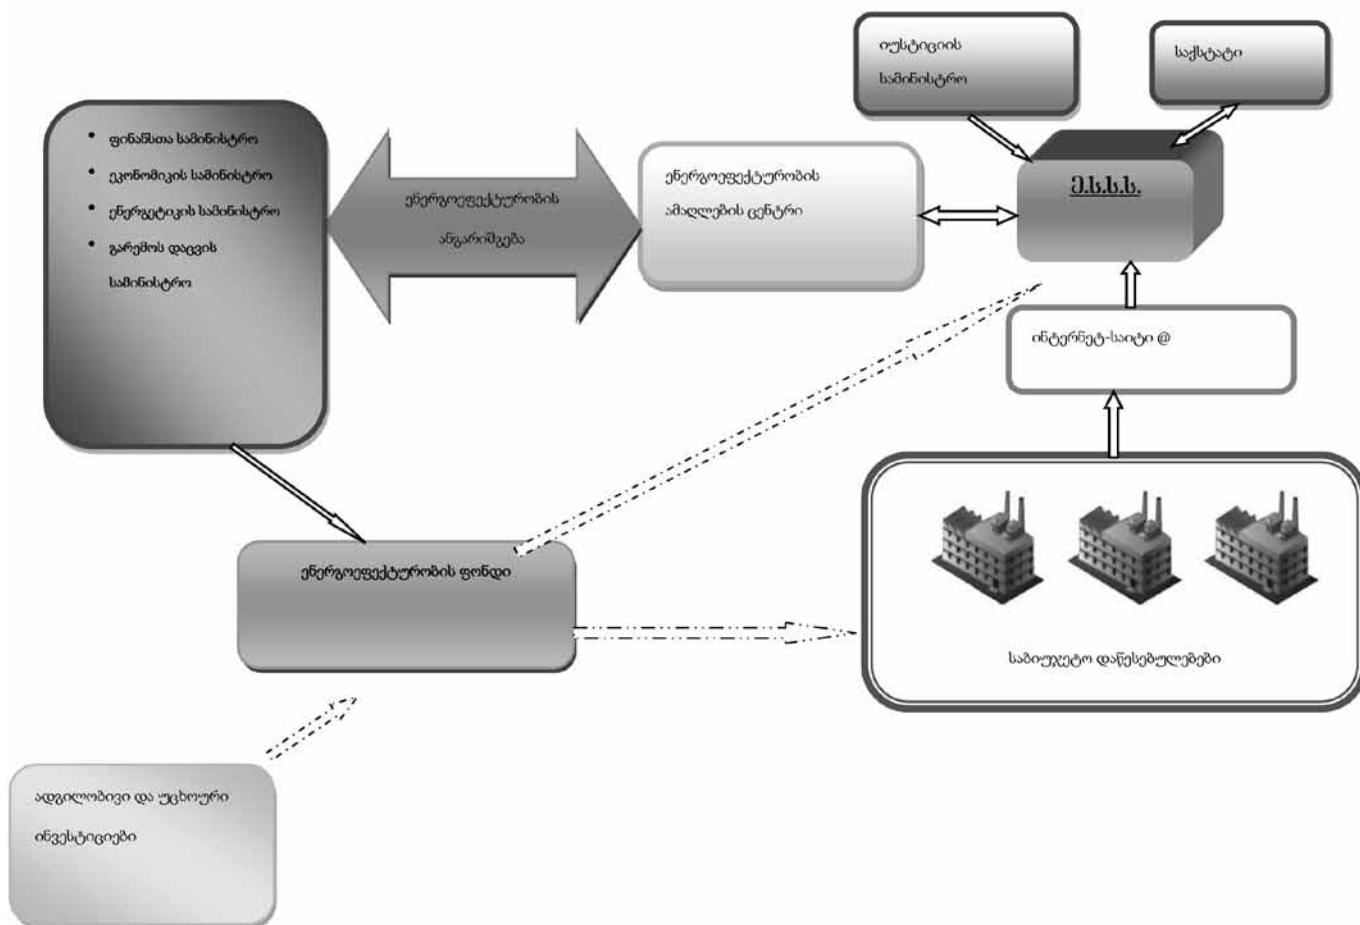 იუსტიციის
სამინისტრო
საქსტატი
• ფინანსთა სამინისტრო
• ეკონომიკის სამინისტრო
• ენერგეტიკის სამინისტრო
• გარემოს დაცვის
სამინისტრო
ენერგოეფექტურობის
ანგარიშგება
ენერგოეფექტურობის
ამაღლების ცენტრი
მ.ს.ს.ს.
ინტერნეტ-საიტი @
ენერგოეფექტურობის ფონდი
საბიუჯეტო დაწესებულებები
ადგილობივი და უცხოური
ინვესტიციები